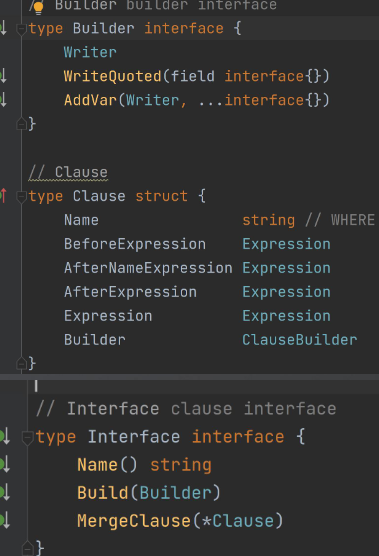 // Builder builder interface
type Builder interface {
Writer
WriteQuoted(field interface{})
AddVar(Writer, ...interface{})
}
// Clause
type Clause struct {
Name string // WHERE
BeforeExpression Expression
AfterNameExpression Expression
AfterExpression Expression
Expression Expression
Builder ClauseBuilder
}
// Interface clause interface
type Interface interface {
Name() string
Build(Builder)
MergeClause(*Clause)
}